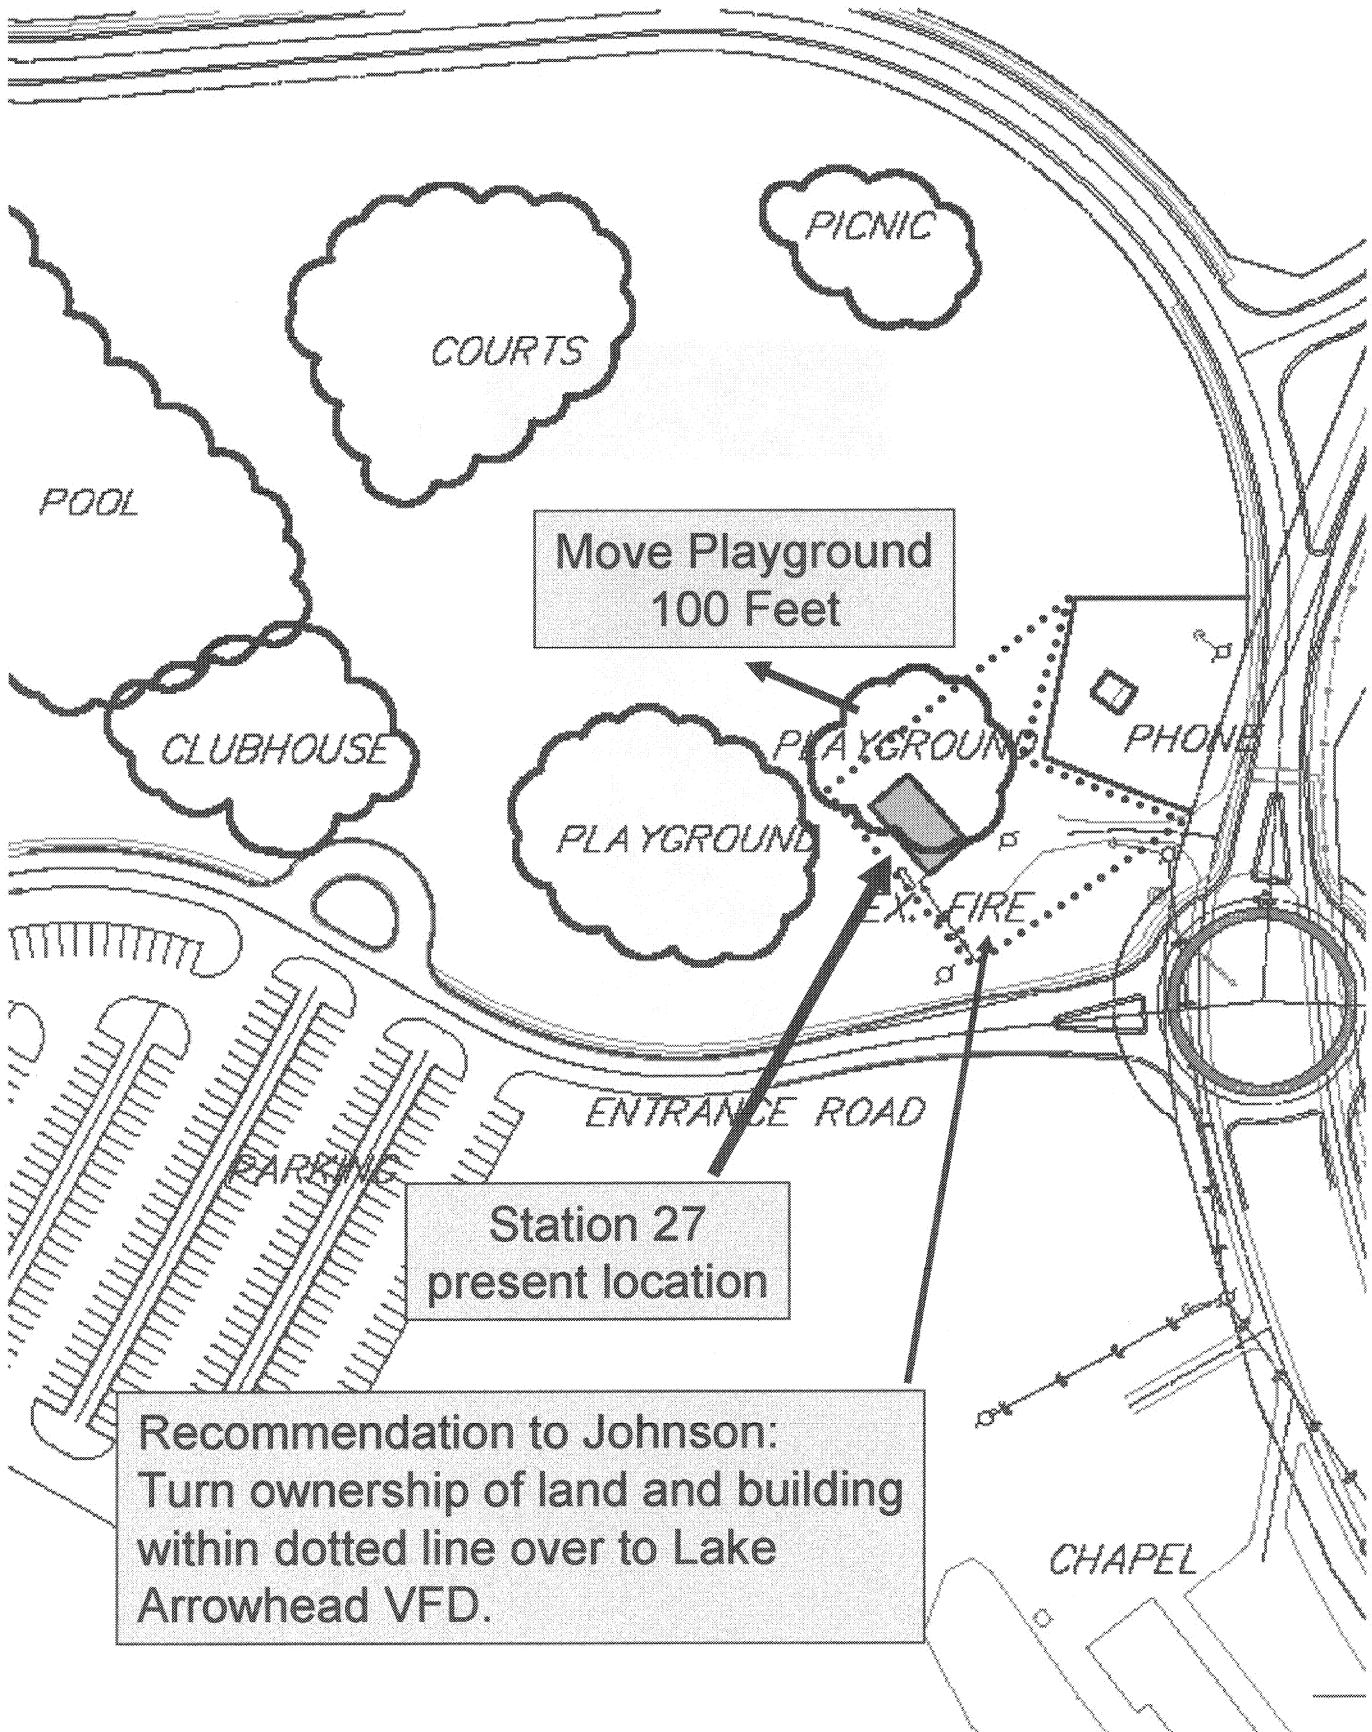 PICNIC
COURTS
POOL
Move Playground
100 Feet
CLUBHOUSE
PLAYGROUND
PHONE
PLAYGROUND
EX. FIRE
ENTRANCE ROAD
PARKING
Station 27
present location
Recommendation to Johnson:
Turn ownership of land and building
within dotted line over to Lake
Arrowhead VFD.
CHAPEL